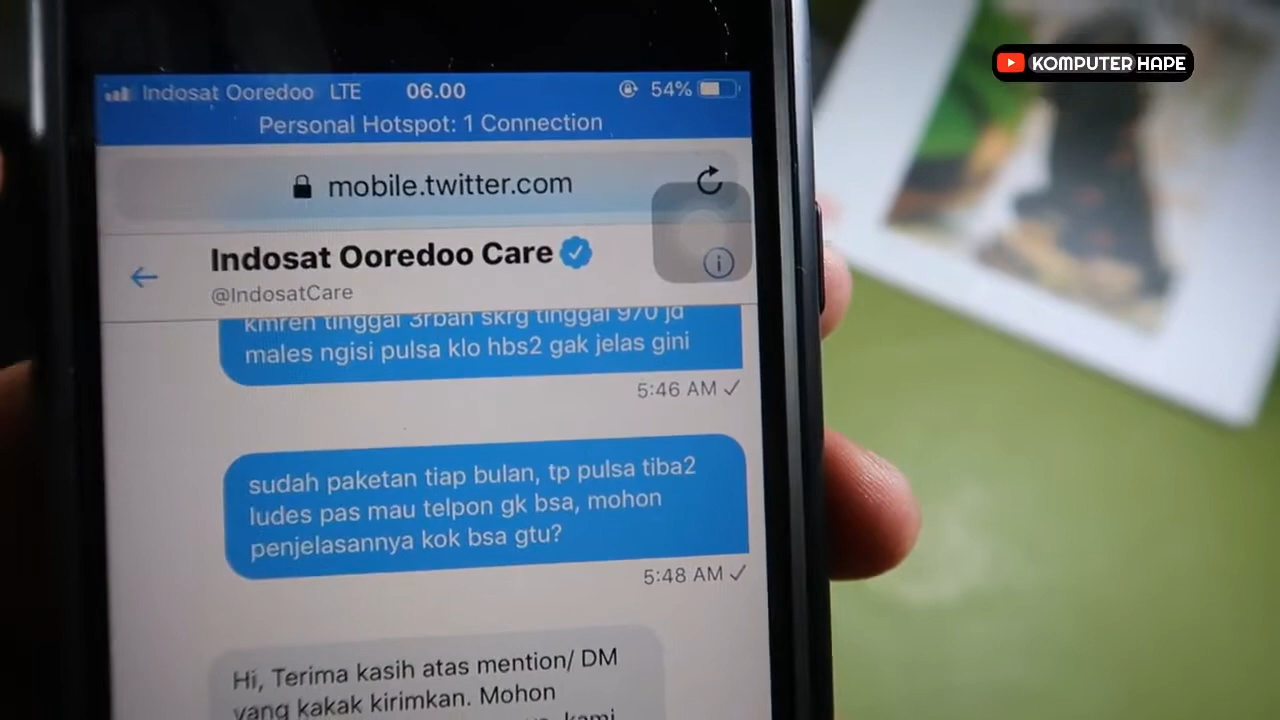 KOMPUTER HAPE
Indosat Ooredoo LTE 06.00 54%
Personal Hotspot: 1 Connection
mobile.twitter.com
Indosat Ooredoo Care
@IndosatCare
kmren tinggal 3rban skrg tinggal 970 jd
males ngisi pulsa klo hbs2 gak jelas gini
5:46 AM
sudah paketan tiap bulan, tp pulsa tiba2
ludes pas mau telpon gk bsa, mohon
penjelasannya kok bsa gtu?
5:48 AM
Hi, Terima kasih atas mention/ DM
yang kakak kirimkan. Mohon
kami